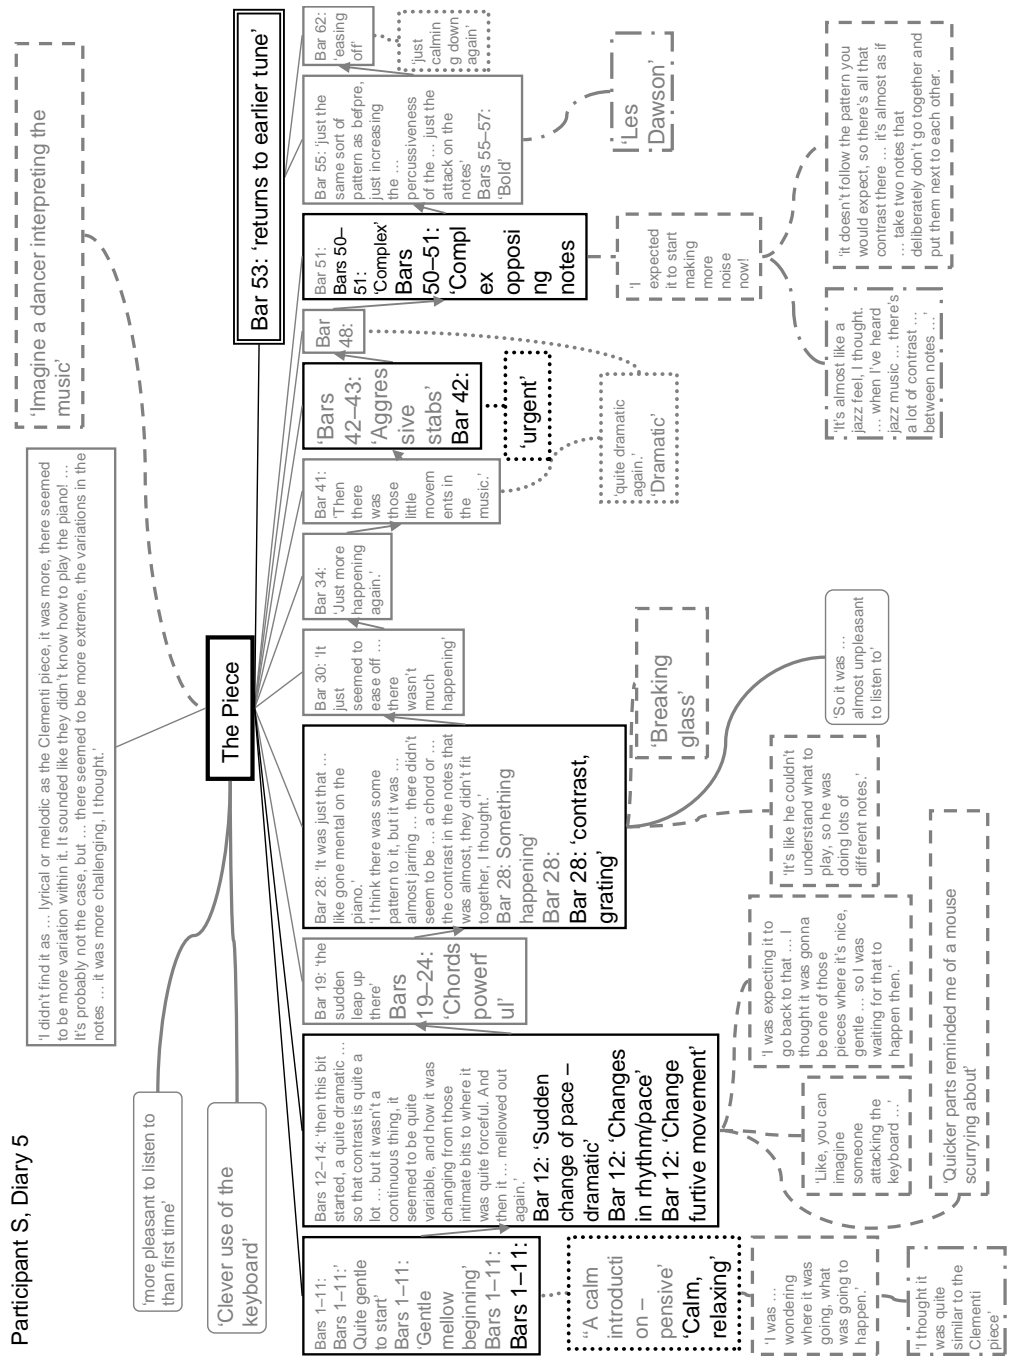 Participant S, Diary 5
'more pleasant to listen to
than first time'
'Clever use of the
keyboard'
'I didn't find it as … lyrical or melodic as the Clementi piece, it was more, there seemed
to be more variation within it. It sounded like they didn't know how to play the piano! …
It's probably not the case, but … there seemed to be more extreme, the variations in the
notes … it was more challenging, I thought.'
'Imagine a dancer interpreting the
music'
The Piece
Bar 53: 'returns to earlier tune'
Bars 1–11:
Bars 1–11:'
Quite gentle
to start'
Bars 1–11:
'Gentle
mellow
beginning'
Bars 1–11:
Bars 1–11:
"A calm
introducti
on –
pensive'
'Calm,
relaxing'
'I was …
wondering
where it was
going, what
was going to
happen.'
'I thought it
was quite
similar to the
Clementi
piece'
Bars 12–14: 'then this bit
started, a quite dramatic …
so that contrast is quite a
lot … but it wasn't a
continuous thing, it
seemed to be quite
variable, and how it was
changing from those
intimate bits to where it
was quite forceful. And
then it … mellowed out
again.'
Bar 12: 'Sudden
change of pace –
dramatic'
Bar 12: 'Changes
in rhythm/pace'
Bar 12: 'Change
furtive movement'
'I was expecting it to
go back to that … I
thought it was gonna
be one of those
pieces where it's nice,
gentle … so I was
waiting for that to
happen then.'
'Like, you can
imagine
someone
attacking the
keyboard …'
'Quicker parts reminded me of a mouse
scurrying about'
Bar 19: 'the
sudden
leap up
there'
Bars
19–24:
'Chords
powerf
ul'
Bar 28: 'It was just that …
like gone mental on the
piano.'
'I think there was some
pattern to it, but it was …
almost jarring … there didn't
seem to be … a chord or …
the contrast in the notes that
was almost, they didn't fit
together, I thought.'
Bar 28: Something
happening'
Bar 28:
Bar 28: 'contrast,
grating'
'Breaking
glass'
'It's like he couldn't
understand what to
play, so he was
doing lots of
different notes.'
'So it was …
almost unpleasant
to listen to'
Bar 30: 'It
just
seemed to
ease off …
there
wasn't
much
happening'
Bar 34:
'Just more
happening
again.'
Bar 41:
'Then
there
was
those
little
movem
ents in
the
music.'
'Bars
42–43:
'Aggres
sive
stabs'
Bar 42:
'urgent'
Bar
48:
'quite dramatic
again.'
'Dramatic'
Bar 51:
Bars 50–
51:
'Complex'
Bars
50–51:
'Compl
ex
opposi
ng
notes
'I
expected
it to start
making
more
noise
now!
'It's almost like a
jazz feel, I thought.
… when I've heard
jazz music … there's
a lot of contrast …
between notes …'
'it doesn't follow the pattern you
would expect, so there's all that
contrast there … it's almost as if
… take two notes that
deliberately don't go together and
put them next to each other.
Bar 55: 'just the
same sort of
pattern as befpre,
just increasing
the …
percussiveness
of the … just the
attack on the
notes'
Bars 55–57:
'Bold'
'Les
Dawson'
Bar 62:
'easing
off'
'just
calmin
g down
again'